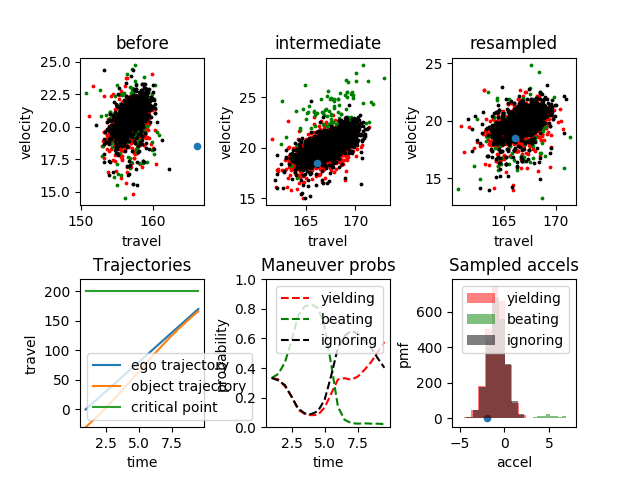 before
intermediate
resampled
velocity
25.0
22.5
20.0
17.5
15.0
150
160
travel
velocity
25
20
15
165
170
travel
velocity
25
20
15
165
170
travel
Trajectories
Maneuver probs
Sampled accels
travel
200
150
100
50
0
ego trajectory
object trajectory
critical point
2.5
5.0
7.5
time
probability
1.0
0.8
0.6
0.4
0.2
0.0
yielding
beating
ignoring
2.5
5.0
7.5
time
pmf
600
400
200
0
yielding
beating
ignoring
−5
0
5
accel